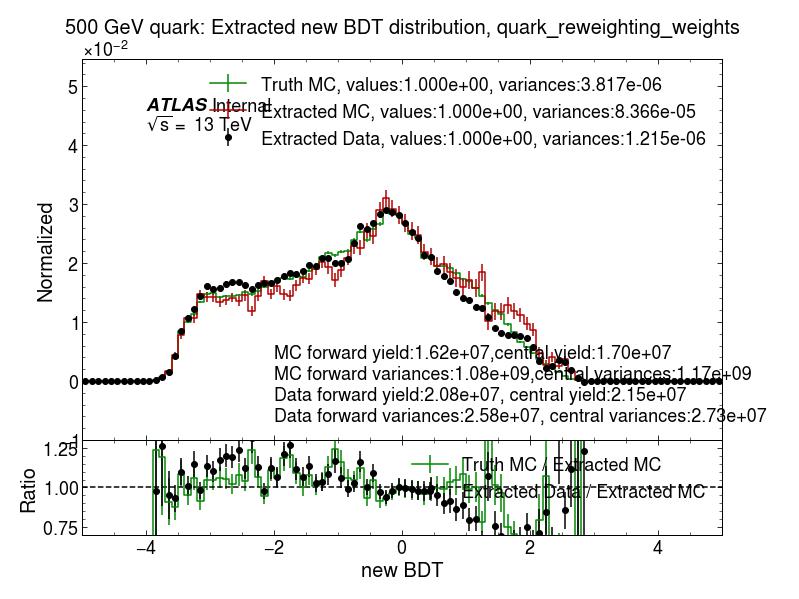 500 GeV quark: Extracted new BDT distribution, quark_reweighting_weights
×10⁻²
Truth MC, values:1.000e+00, variances:3.817e-06
ATLAS Internal
Extracted MC, values:1.000e+00, variances:8.366e-05
√s = 13 TeV
Extracted Data, values:1.000e+00, variances:1.215e-06
5
4
3
2
1
0
Normalized
MC forward yield:1.62e+07,central yield:1.70e+07
MC forward variances:1.08e+09,central variances:1.17e+09
Data forward yield:2.08e+07, central yield:2.15e+07
Data forward variances:2.58e+07, central variances:2.73e+07
1.25
1.00
0.75
Ratio
Truth MC / Extracted MC
Extracted Data / Extracted MC
−4 −2 0 2 4
new BDT